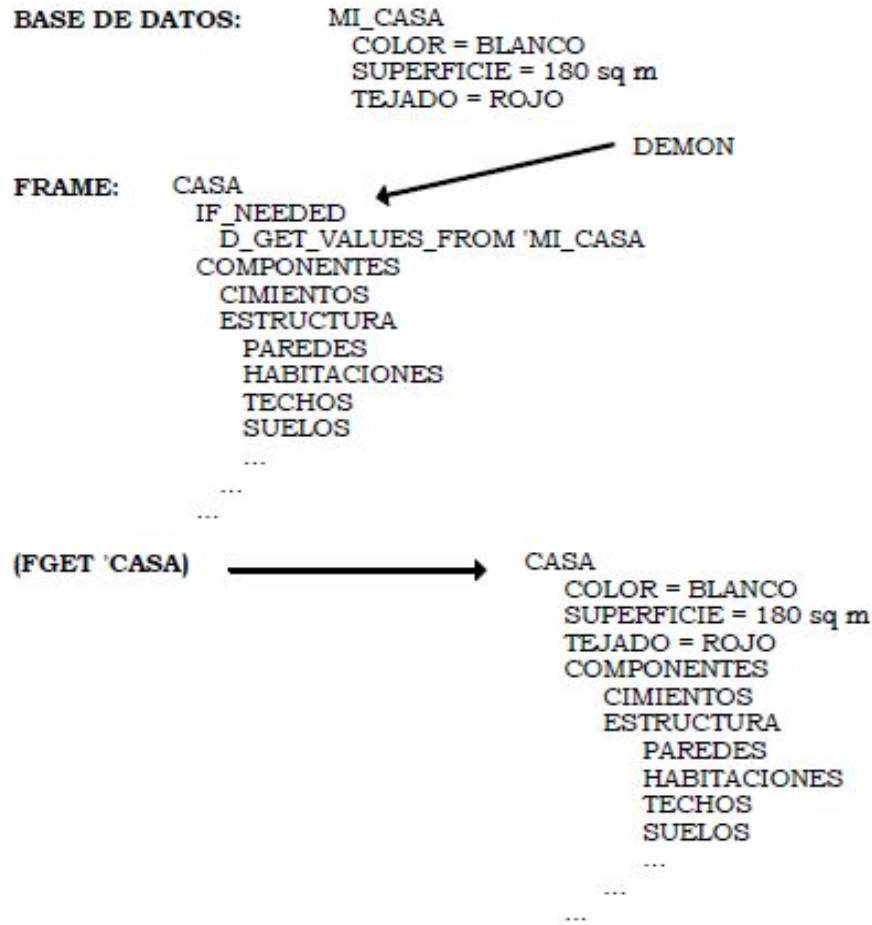 BASE DE DATOS: MI_CASA
COLOR = BLANCO
SUPERFICIE = 180 sq m
TEJADO = ROJO
DEMON
FRAME: CASA
IF_NEEDED
D_GET_VALUES_FROM 'MI_CASA
COMPONENTES
CIMIENTOS
ESTRUCTURA
PAREDES
HABITACIONES
TECHOS
SUELOS
...
...
...
(FGET 'CASA) CASA
COLOR = BLANCO
SUPERFICIE = 180 sq m
TEJADO = ROJO
COMPONENTES
CIMIENTOS
ESTRUCTURA
PAREDES
HABITACIONES
TECHOS
SUELOS
...
...
...